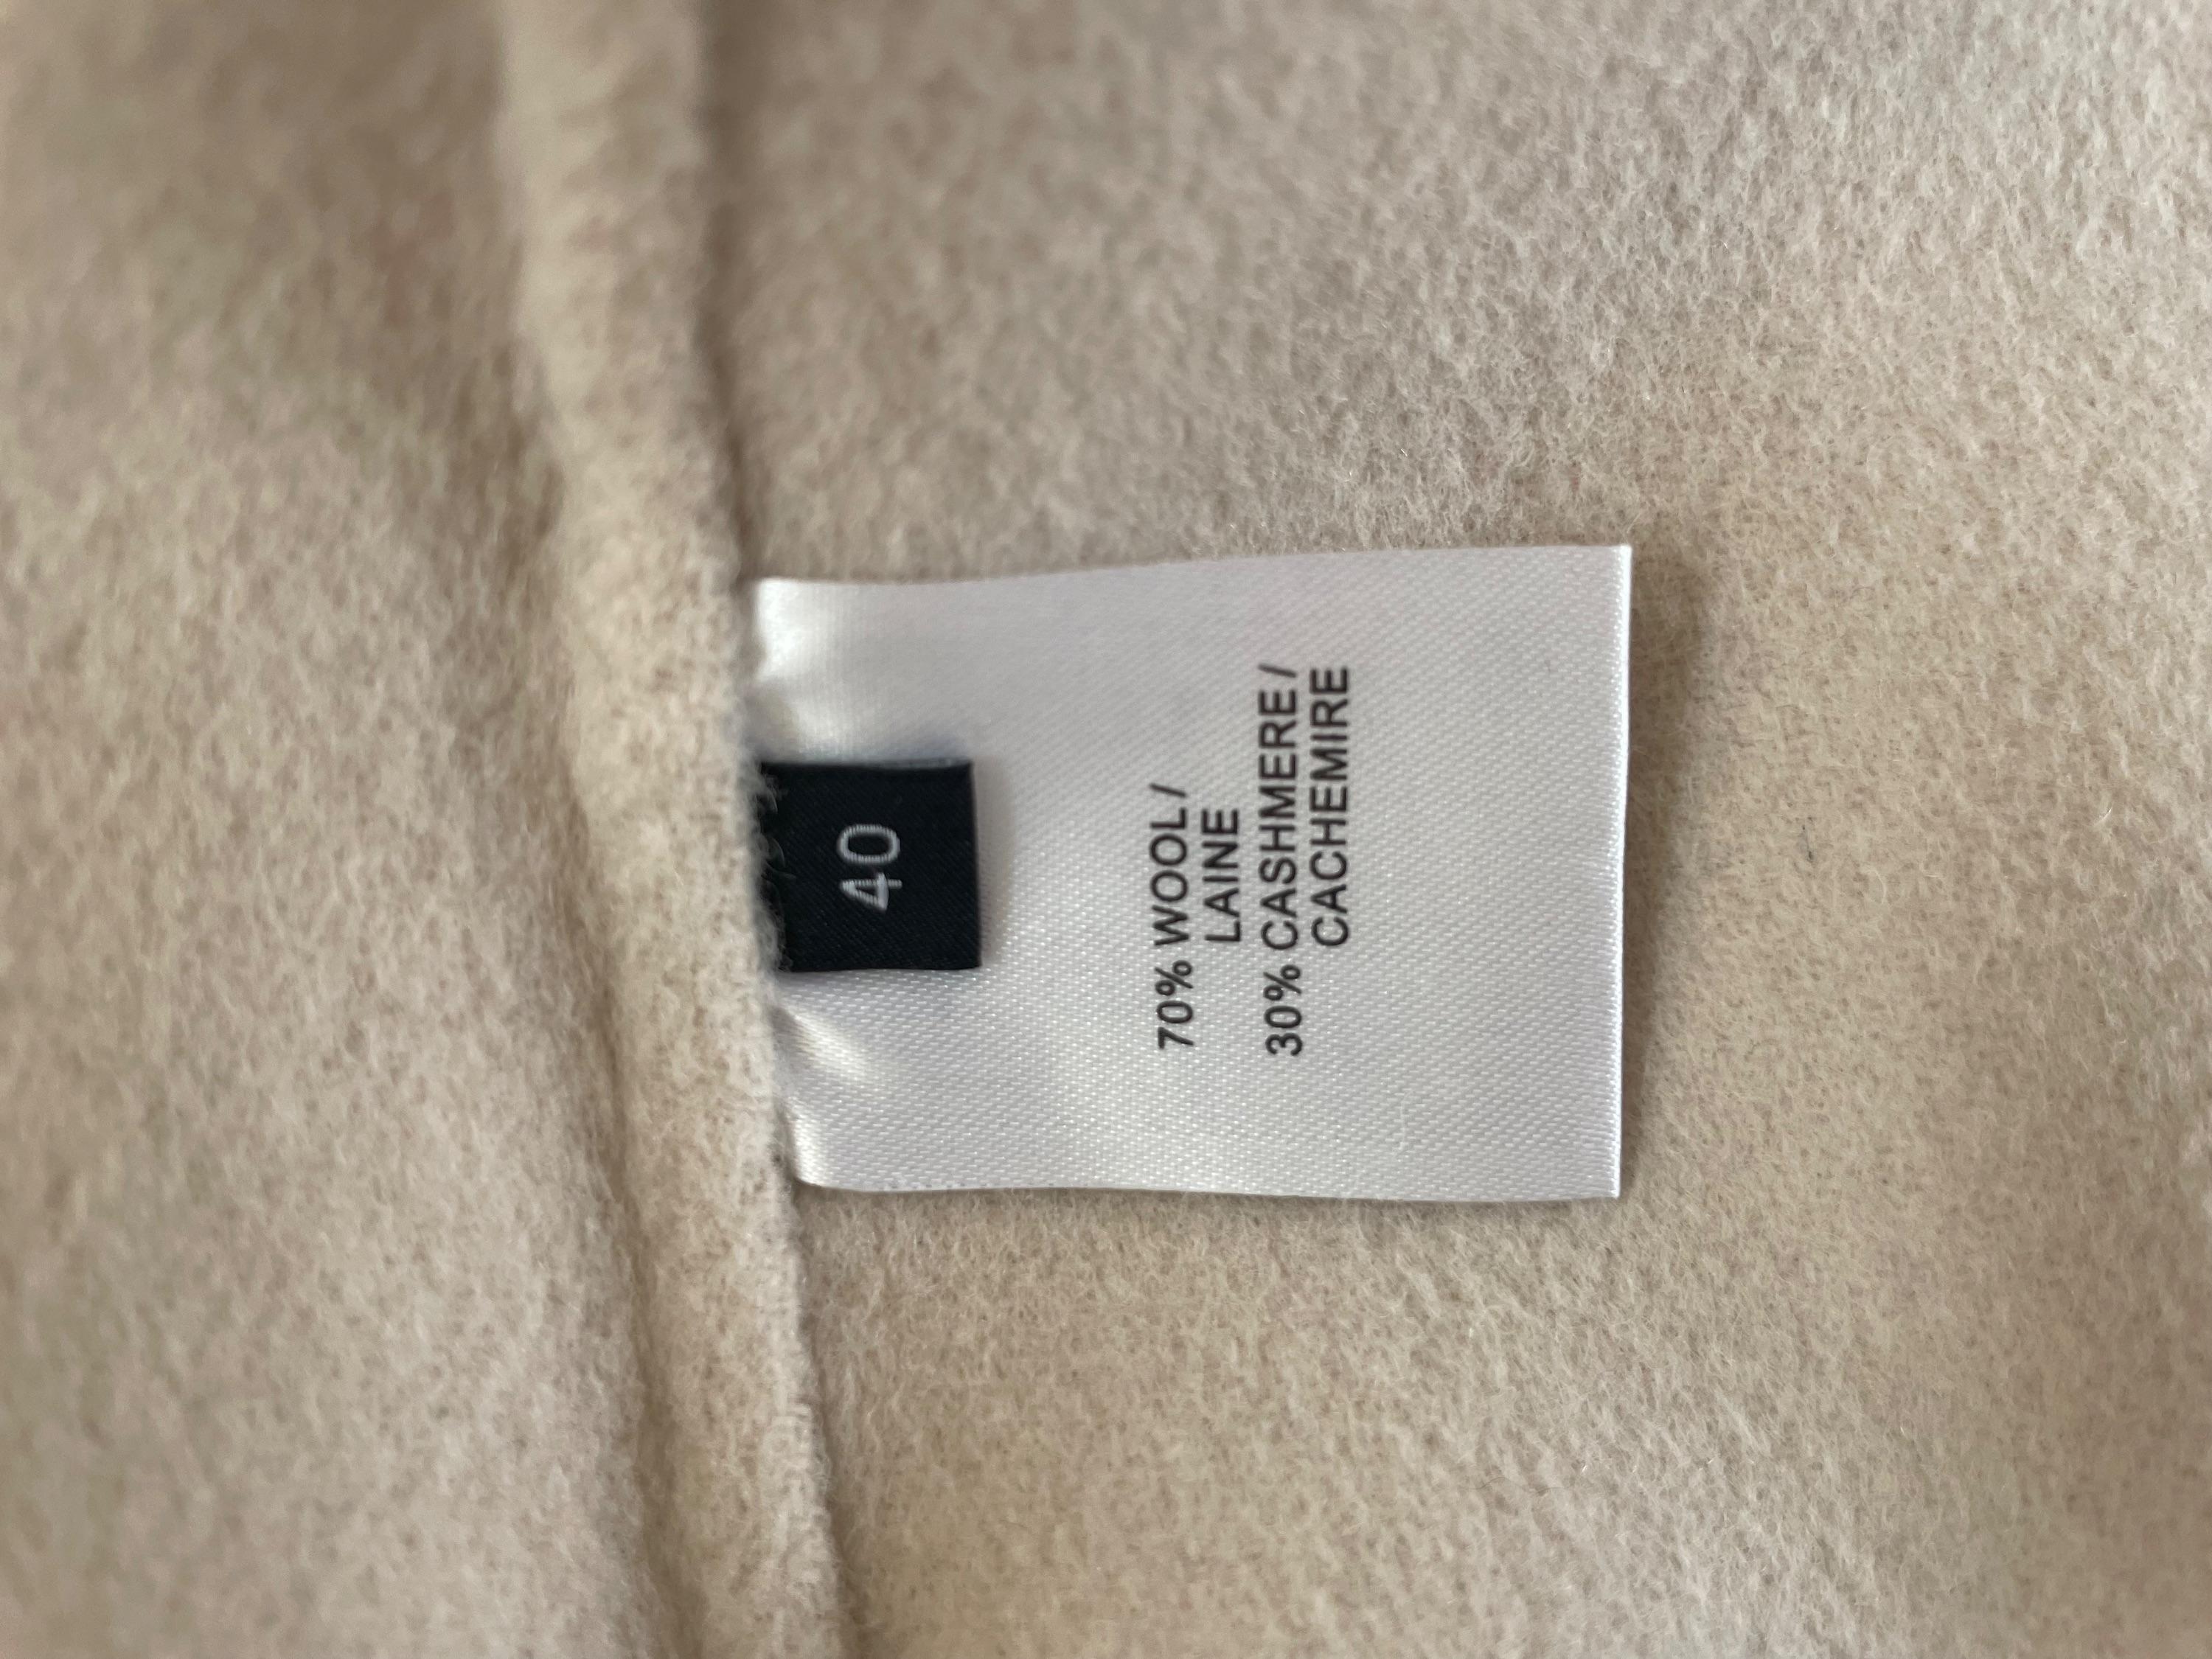 40
70% WOOL/
LAINE
30% CASHMERE/
CACHEMIRE